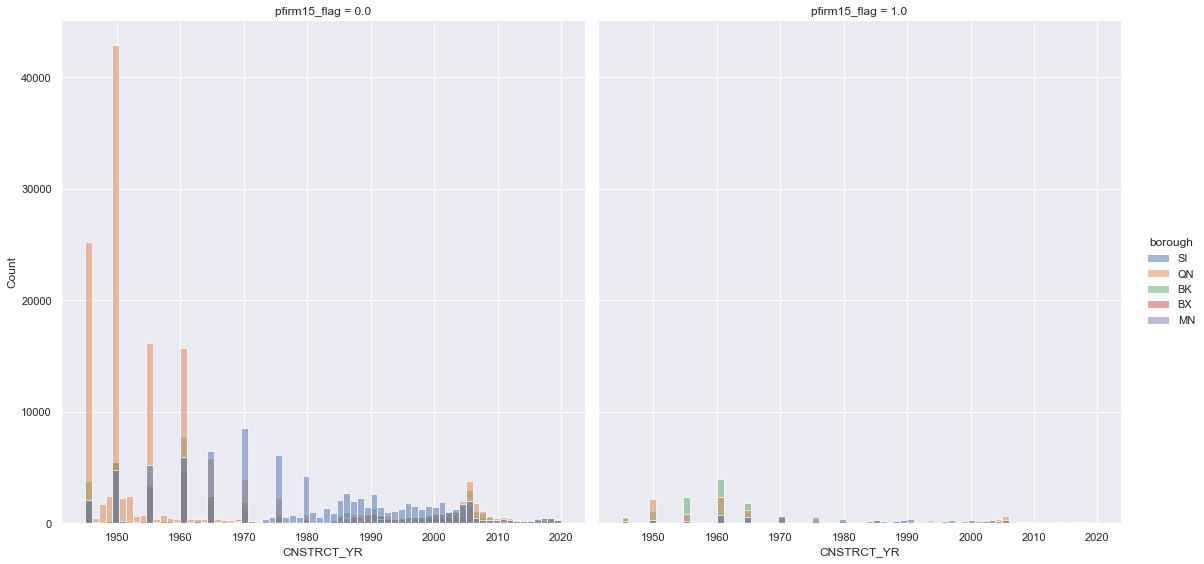 pfirm15_flag = 0.0
pfirm15_flag = 1.0
40000
30000
20000
10000
0
Count
1950 1960 1970 1980 1990 2000 2010 2020
CNSTRCT_YR
1950 1960 1970 1980 1990 2000 2010 2020
CNSTRCT_YR
borough
SI
QN
BK
BX
MN